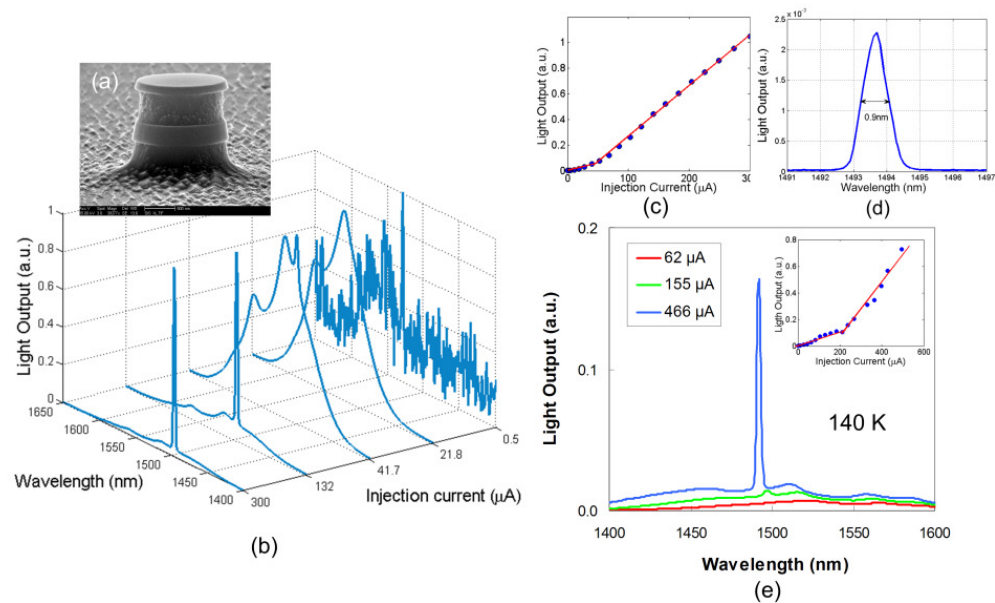 (a)
Light Output (a.u.)
1
0.8
0.6
0.4
0.2
0
1650
1600
1550
1500
1450
1400
Wavelength (nm)
300
132
41.7
21.8
0.5
Injection current (μA)
(b)
Light Output (a.u.)
1
0.8
0.6
0.4
0.2
0
0
100
200
300
Injection Current (μA)
(c)
Light Output (a.u.)
2.5
2
1.5
1
0.5
0
0.9nm
1491
1492
1493
1494
1495
1496
1497
Wavelength (nm)
(d)
Light Output (a.u.)
0.2
0.1
0.0
62 μA
155 μA
466 μA
Light Output (a.u.)
0.8
0.6
0.4
0.2
0
0
200
400
600
Injection Current (μA)
140 K
1400
1450
1500
1550
1600
Wavelength (nm)
(e)